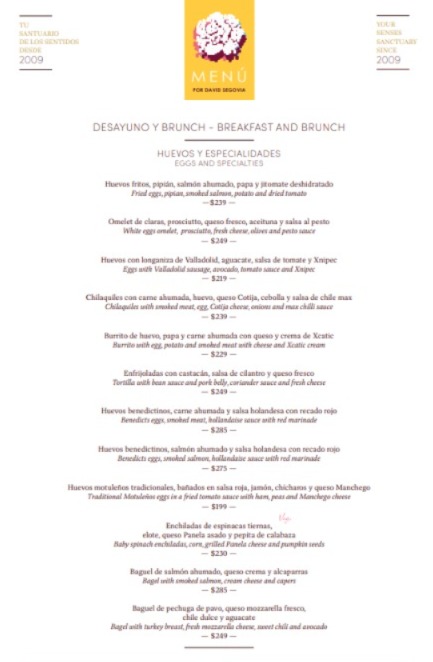 TU
SANTUARIO
DE LOS SENTIDOS
DESDE
2009
MENÚ
POR DAVID SEGOVIA
YOUR
SENSES
SANCTUARY
SINCE
2009
DESAYUNO Y BRUNCH - BREAKFAST AND BRUNCH
HUEVOS Y ESPECIALIDADES
EGGS AND SPECIALTIES
Huevos fritos, pipián, salmón ahumado, papa y jitomate deshidratado
Fried eggs, pipian, smoked salmon, potato and dried tomato
— $239 —
Omelet de claras, prosciutto, queso fresco, aceituna y salsa al pesto
White eggs omelet, prosciutto, fresh cheese, olives and pesto sauce
— $249 —
Huevos con longaniza de Valladolid, aguacate, salsa de tomate y Xnipec
Eggs with Valladolid sausage, avocado, tomato sauce and Xnipec
— $219 —
Chilaquiles con carne ahumada, huevo, queso Cotija, cebolla y salsa de chile max
Chilaquiles with smoked meat, egg, Cotija cheese, onions and max chilli sauce
— $239 —
Burrito de huevo, papa y carne ahumada con queso y crema de Xcatic
Burrito with egg, potato and smoked meat with cheese and Xcatic cream
— $229 —
Enfrijoladas con castacán, salsa de cilantro y queso fresco
Tortilla with bean sauce and pork belly, coriander sauce and fresh cheese
— $249 —
Huevos benedictinos, carne ahumada y salsa holandesa con recado rojo
Benedicts eggs, smoked meat, hollandaise sauce with red marinade
— $285 —
Huevos benedictinos, salmón ahumado y salsa holandesa con recado rojo
Benedicts eggs, smoked salmon, hollandaise sauce with red marinade
— $275 —
Huevos motuleños tradicionales, bañados en salsa roja, jamón, chícharos y queso Manchego
Traditional Motuleños eggs in a fried tomato sauce with ham, peas and Manchego cheese
— $199 —
Enchiladas de espinacas tiernas,
elote, queso Panela asado y pepita de calabaza
Baby spinach enchiladas, corn, grilled Panela cheese and pumpkin seeds
— $230 —
Baguel de salmón ahumado, queso crema y alcaparras
Bagel with smoked salmon, cream cheese and capers
— $285 —
Baguel de pechuga de pavo, queso mozzarella fresco,
chile dulce y aguacate
Bagel with turkey breast, fresh mozzarella cheese, sweet chili and avocado
— $249 —